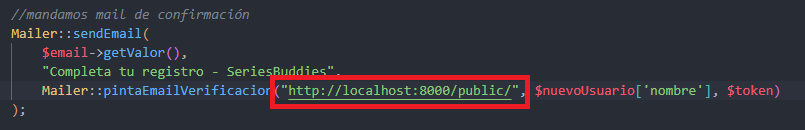 //mandamos mail de confirmación
Mailer::sendEmail(
$email->getValor(),
"Completa tu registro - SeriesBuddies",
Mailer::pintaEmailVerificacion("http://localhost:8000/public/", $nuevoUsuario['nombre'], $token)
);